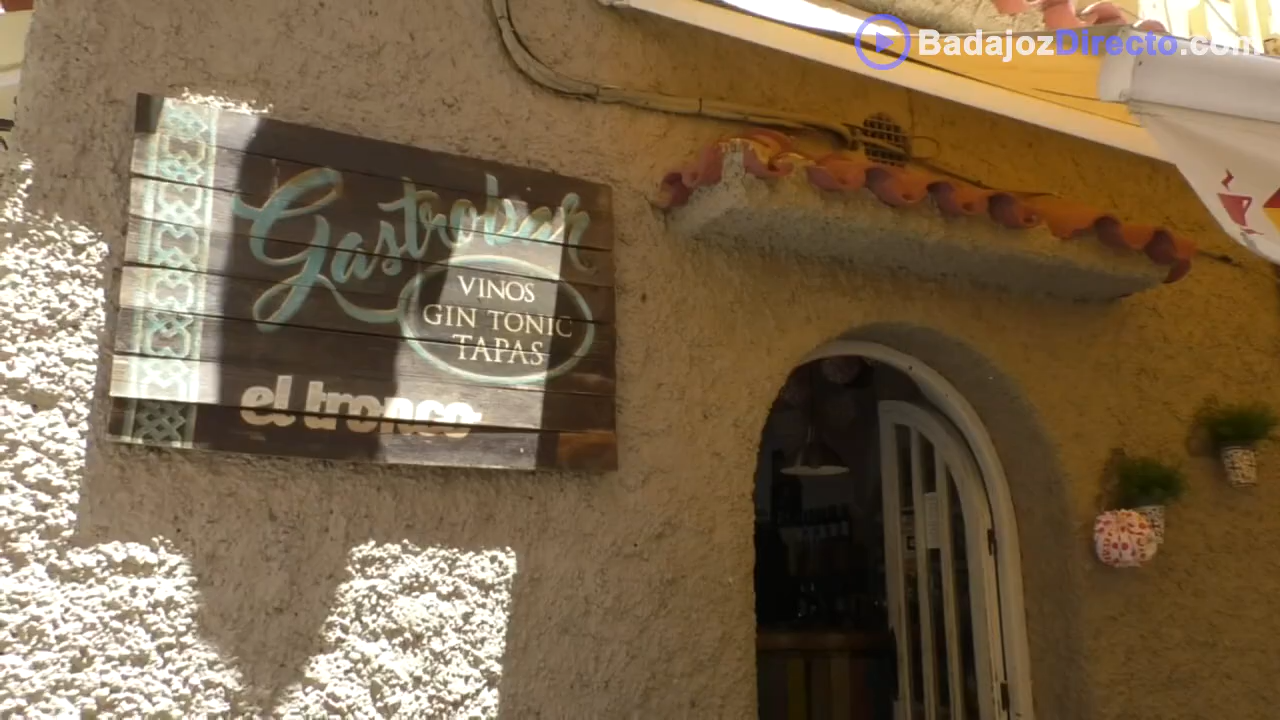 BadajozDirecto.com
Gastrobar
VINOS
GIN TONIC
TAPAS
el tronco